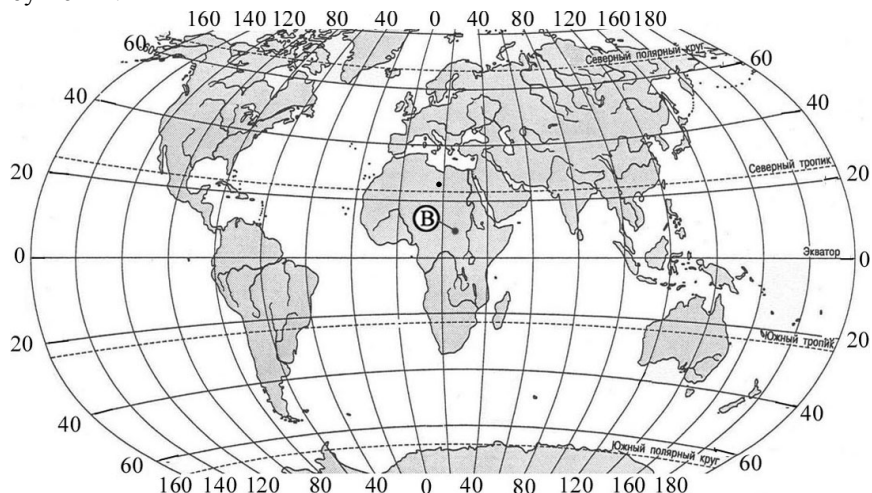 160 140 120 80 40 0 40 80 120 160 180
60 60 Северный полярный круг 60
40 40
20 Северный тропик 20
В
0 Экватор 0
20 Южный тропик 20
40 40
60 Южный полярный круг 60
160 140 120 80 40 0 40 80 120 160 180